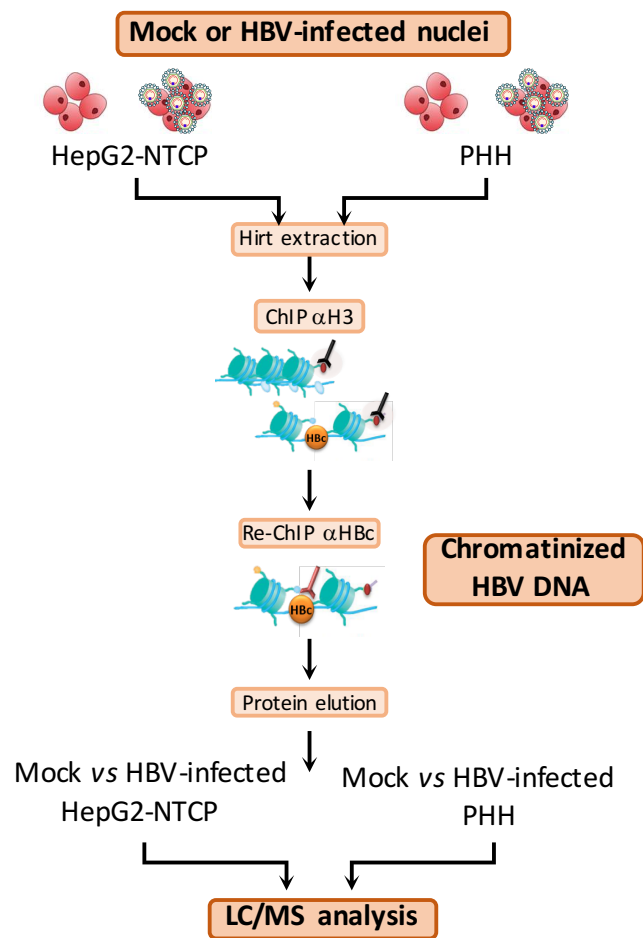 Mock or HBV-infected nuclei
HepG2-NTCP
PHH
Hirt extraction
ChIP αH3
HBc
Re-ChIP αHBc
HBc
Chromatinized
HBV DNA
Protein elution
Mock vs HBV-infected
HepG2-NTCP
Mock vs HBV-infected
PHH
LC/MS analysis